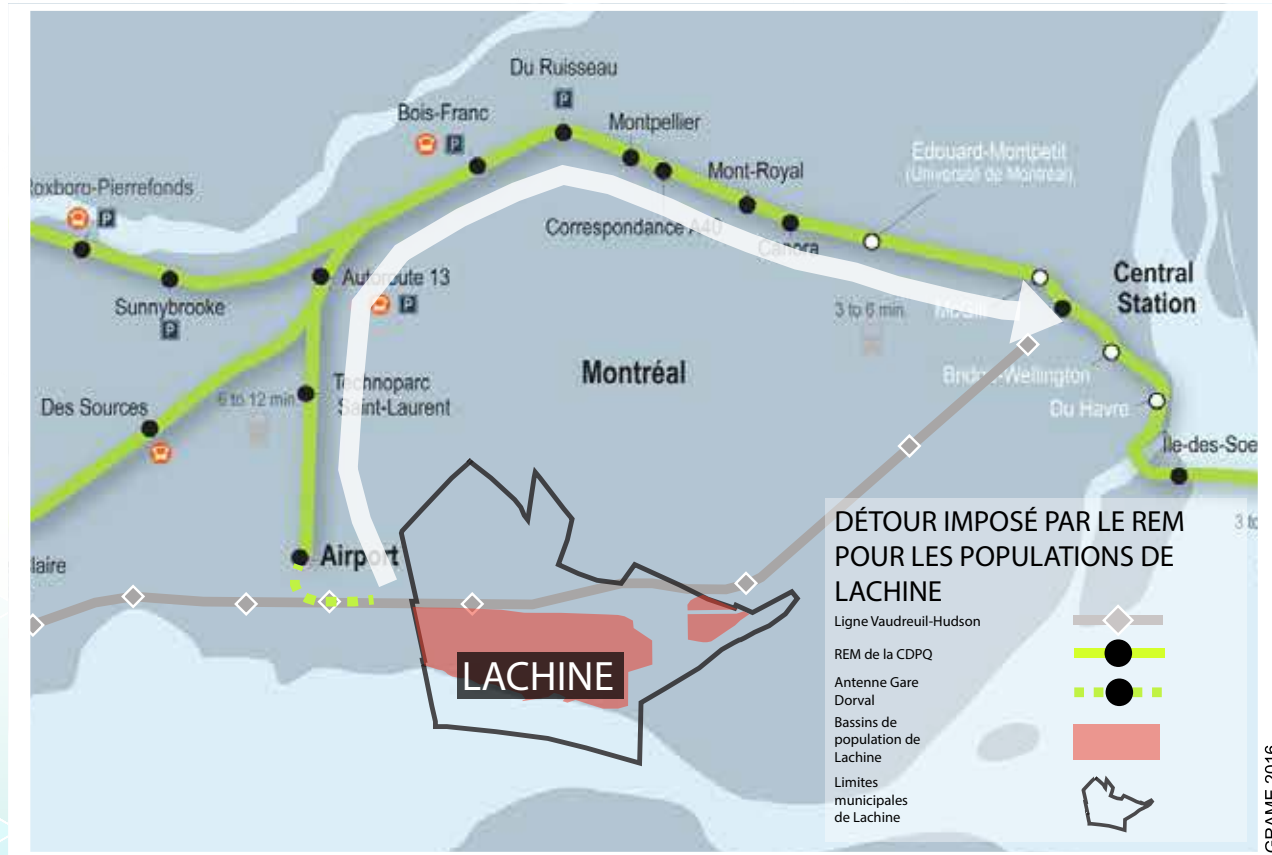 Du Ruisseau
P
Bois-Franc
P
Montpellier
Edouard-Montpetit
(Université de Montréal)
Roxboro-Pierrefonds
P
Mont-Royal
Correspondance A40
Canora
Autoroute 13
P
Central
Station
Sunnybrooke
P
3 to 6 min.
McGill
Montréal
Technoparc
Saint-Laurent
6 to 12 min.
Des Sources
Bridge-Wellington
Du Havre
Île-des-Soe
3 to
Airport
laire
LACHINE
DÉTOUR IMPOSÉ PAR LE REM
POUR LES POPULATIONS DE
LACHINE
Ligne Vaudreuil-Hudson
REM de la CDPQ
Antenne Gare
Dorval
Bassins de
population de
Lachine
Limites
municipales
de Lachine
GRAME 2016